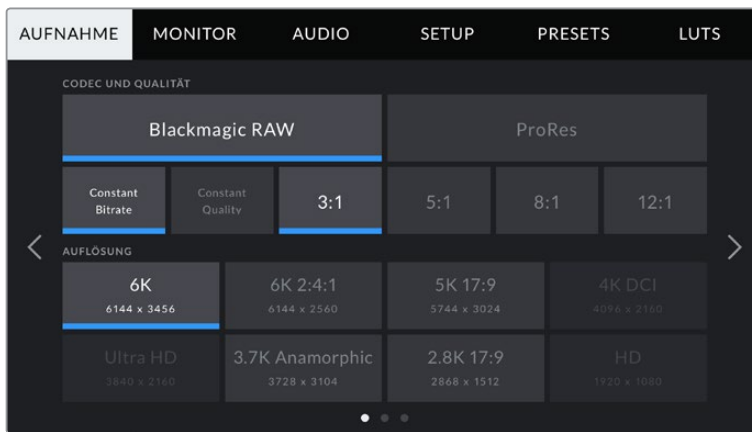 AUFNAHME MONITOR AUDIO SETUP PRESETS LUTS
CODEC UND QUALITÄT
Blackmagic RAW ProRes
Constant Bitrate Constant Quality 3:1 5:1 8:1 12:1
AUFLÖSUNG
6K 6K 2:4:1 5K 17:9 4K DCI
6144 x 3456 6144 x 2560 5744 x 3024 4096 x 2160
Ultra HD 3.7K Anamorphic 2.8K 17:9 HD
3840 x 2160 3728 x 3104 2868 x 1512 1920 x 1080